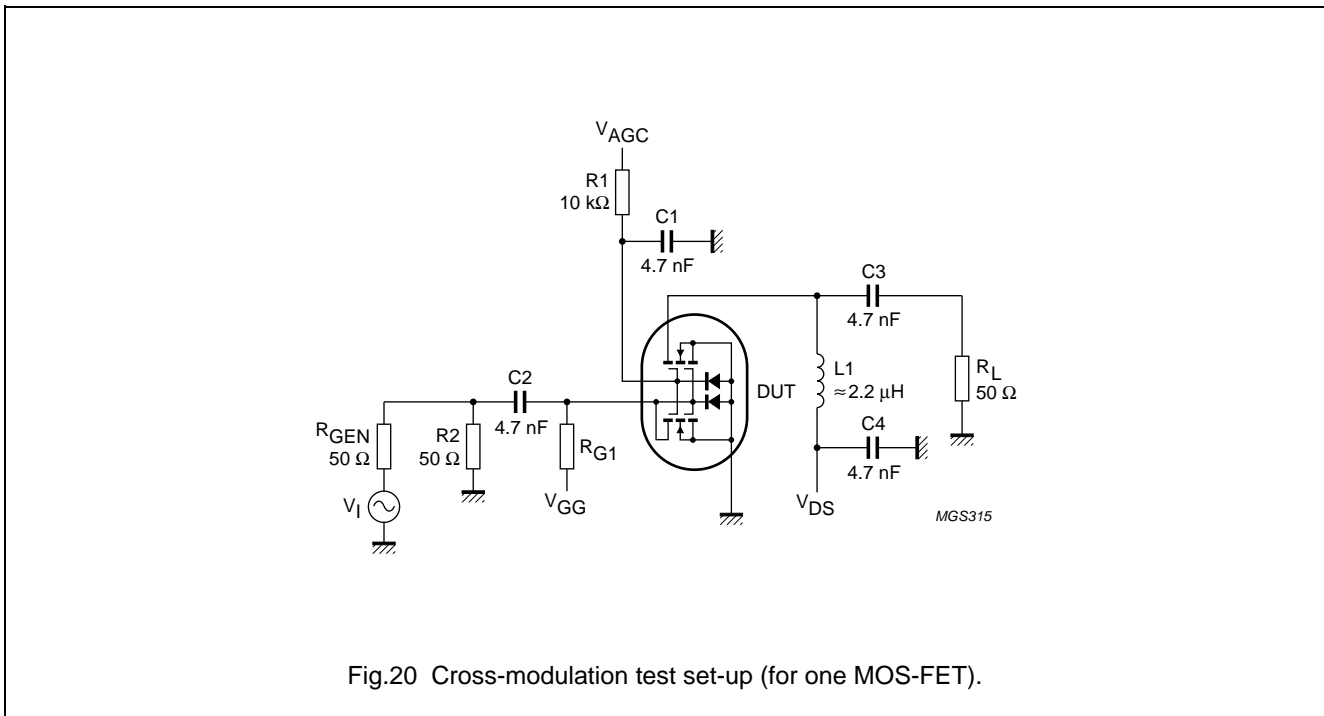 VAGC
R1
10 kΩ
C1
4.7 nF
C3
4.7 nF
L1
≈2.2 μH
RL
50 Ω
DUT
C2
4.7 nF
RGEN
50 Ω
R2
50 Ω
RG1
C4
4.7 nF
VI
VGG
VDS
MGS315
Fig.20 Cross-modulation test set-up (for one MOS-FET).